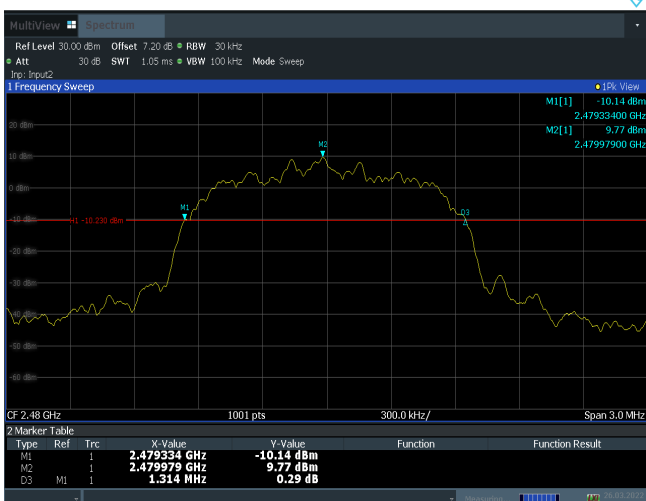 MultiView Spectrum
Ref Level 30.00 dBm Offset 7.20 dB RBW 30 kHz
Att 30 dB SWT 1.05 ms VBW 100 kHz Mode Sweep
Inp: Input2
1 Frequency Sweep 1Pk View
M1[1] -10.14 dBm
2.47933400 GHz
M2[1] 9.77 dBm
2.47997900 GHz
20 dBm
M2
10 dBm
0 dBm
M1
D3
-10 dBm
H1 -10.233 dBm
-20 dBm
-30 dBm
-40 dBm
-50 dBm
-60 dBm
CF 2.48 GHz 1001 pts 300.0 kHz/ Span 3.0 MHz
2 Marker Table
Type Ref Trc X-Value Y-Value Function Function Result
M1 1 2.479334 GHz -10.14 dBm
M2 1 2.479979 GHz 9.77 dBm
D3 M1 1 1.314 MHz 0.29 dB
Measuring 26.03.2022